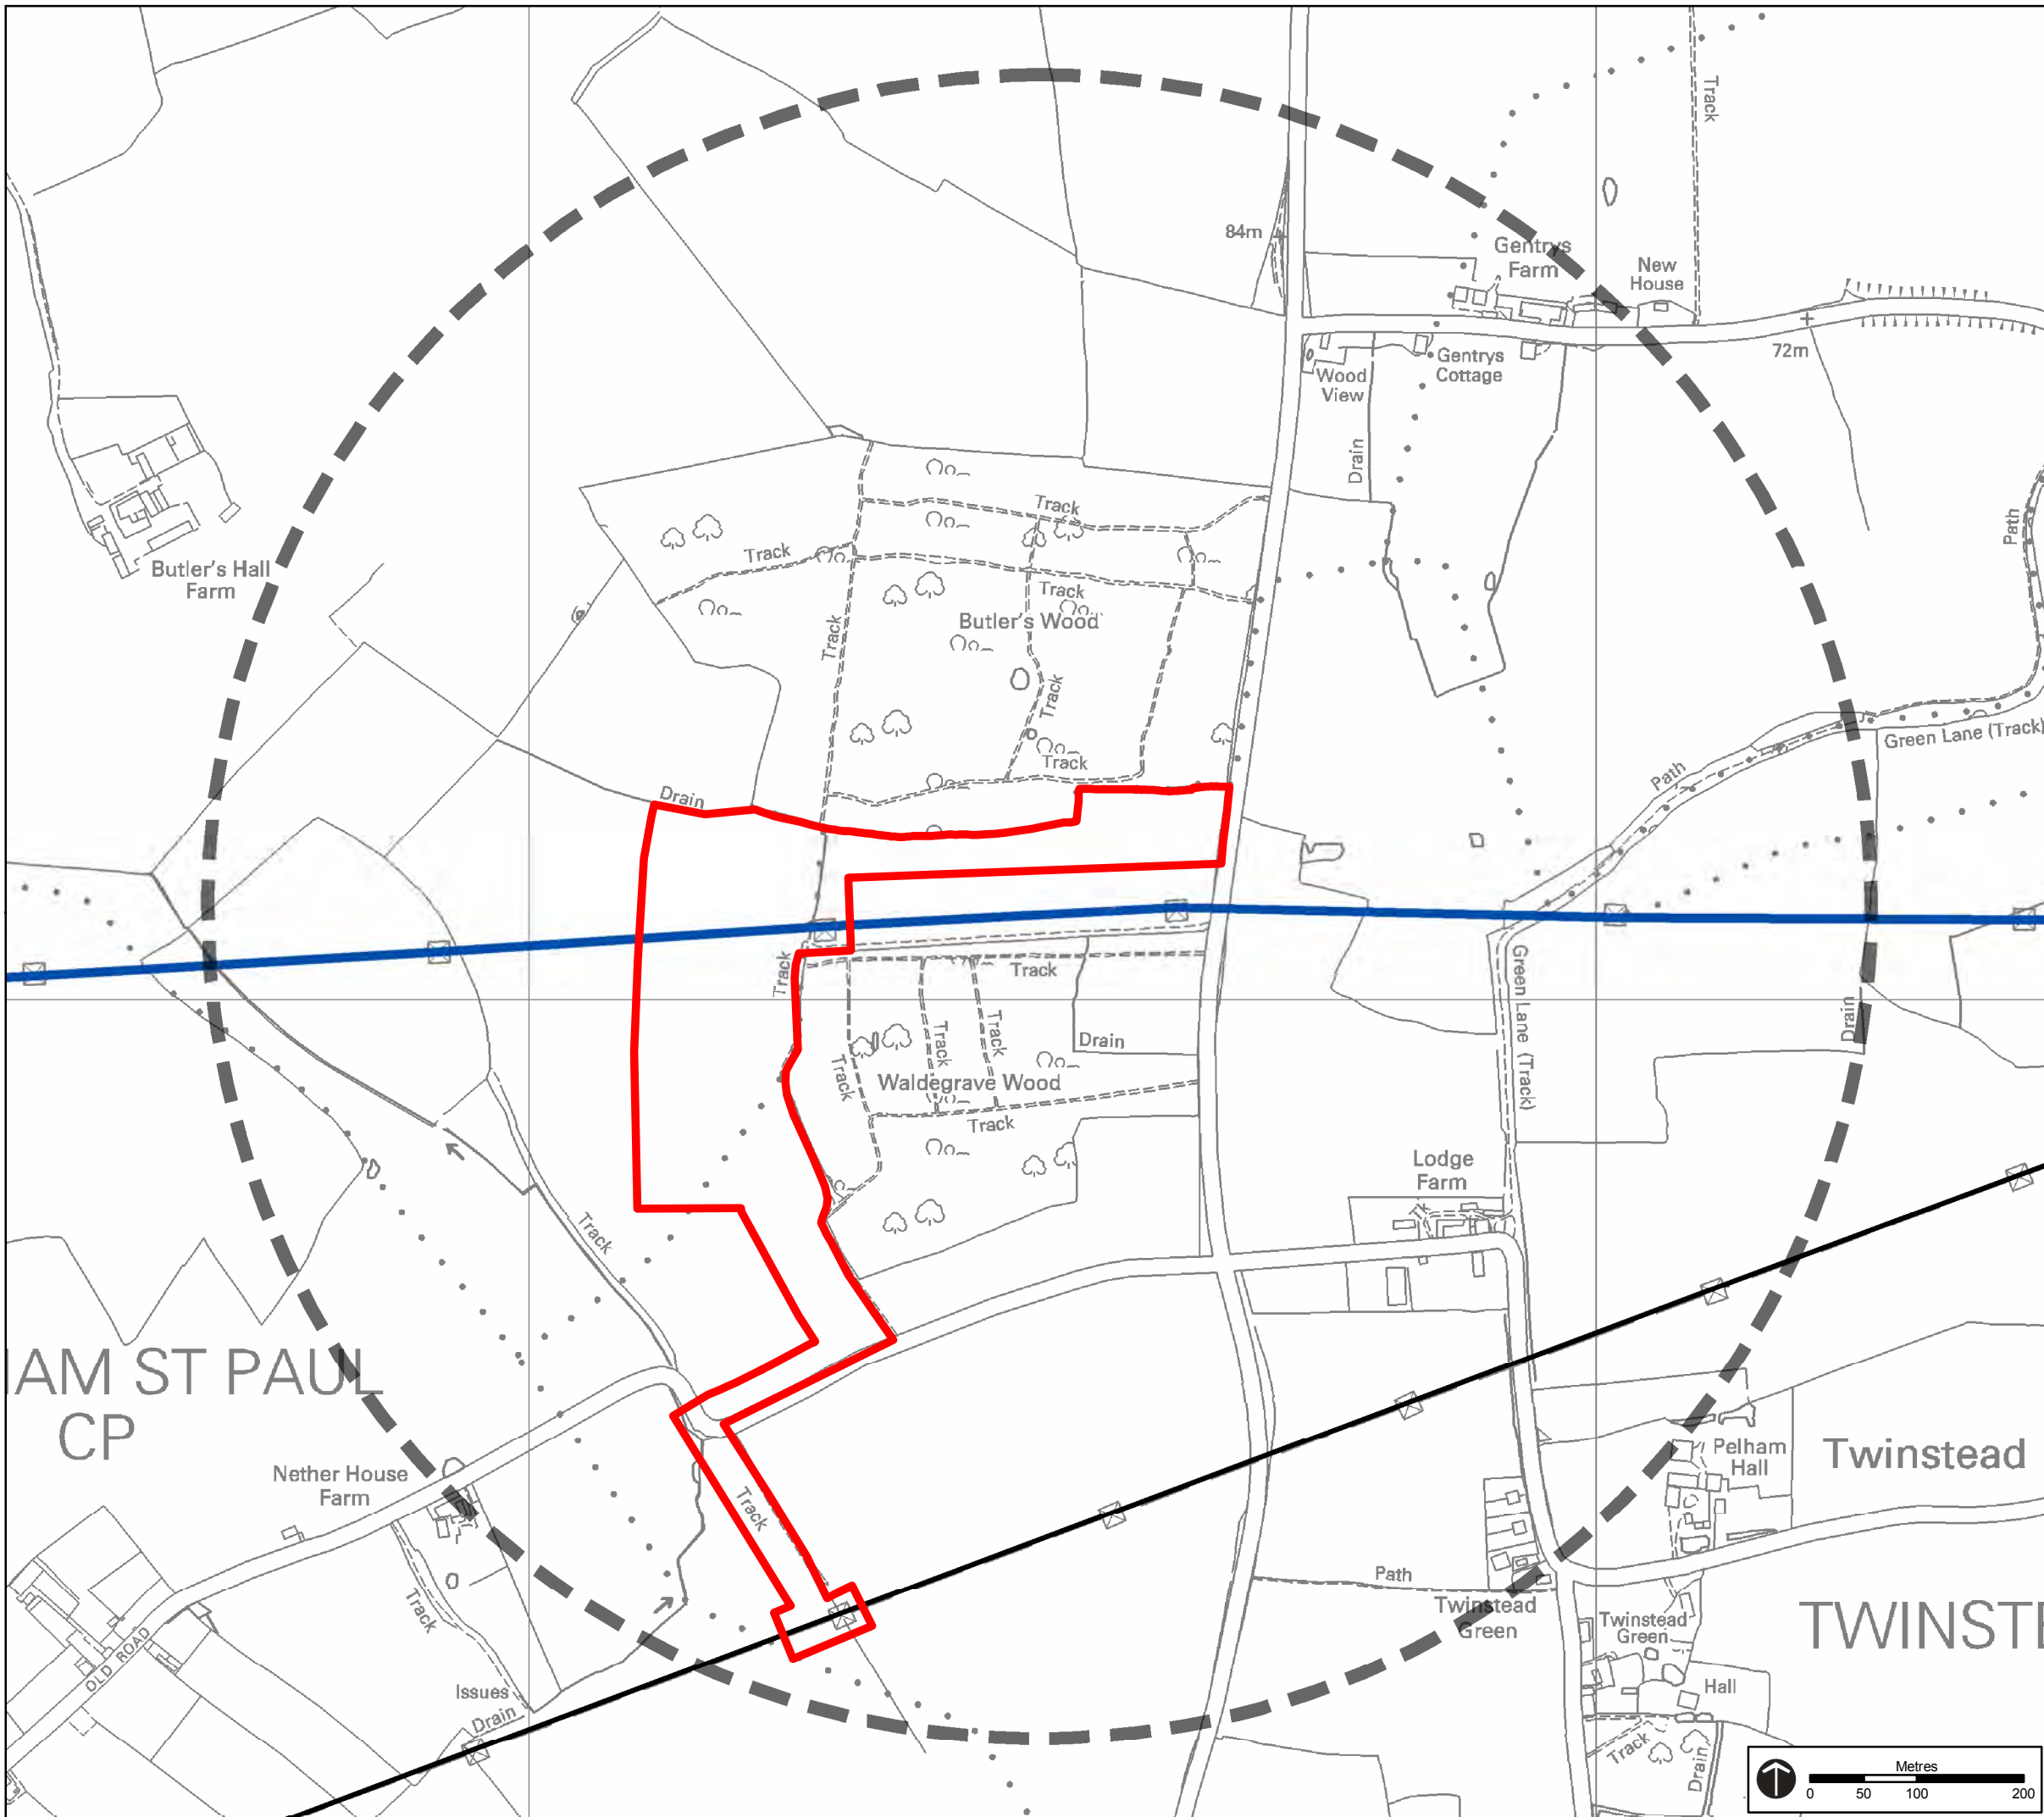 Track
84m
Gentrys
Farm
New
House
72m
Wood
View
Gentrys
Cottage
Drain
Path
Butler's Hall
Farm
Track
Track
Track
Butler's Wood
Track
Track
Track
Drain
Path
Green Lane (Track)
Track
Track
Green Lane (Track)
Drain
Track
Track
Drain
Track
Waldegrave Wood
Track
Lodge
Farm
Track
IAM ST PAUL
CP
Nether House
Farm
Pelham
Hall
Twinstead
Track
Path
Twinstead
Green
Twinstead
Green
TWINSTE
Track
OLD ROAD
Issues
Drain
Hall
Track
Drain
Metres
0 50 100 200